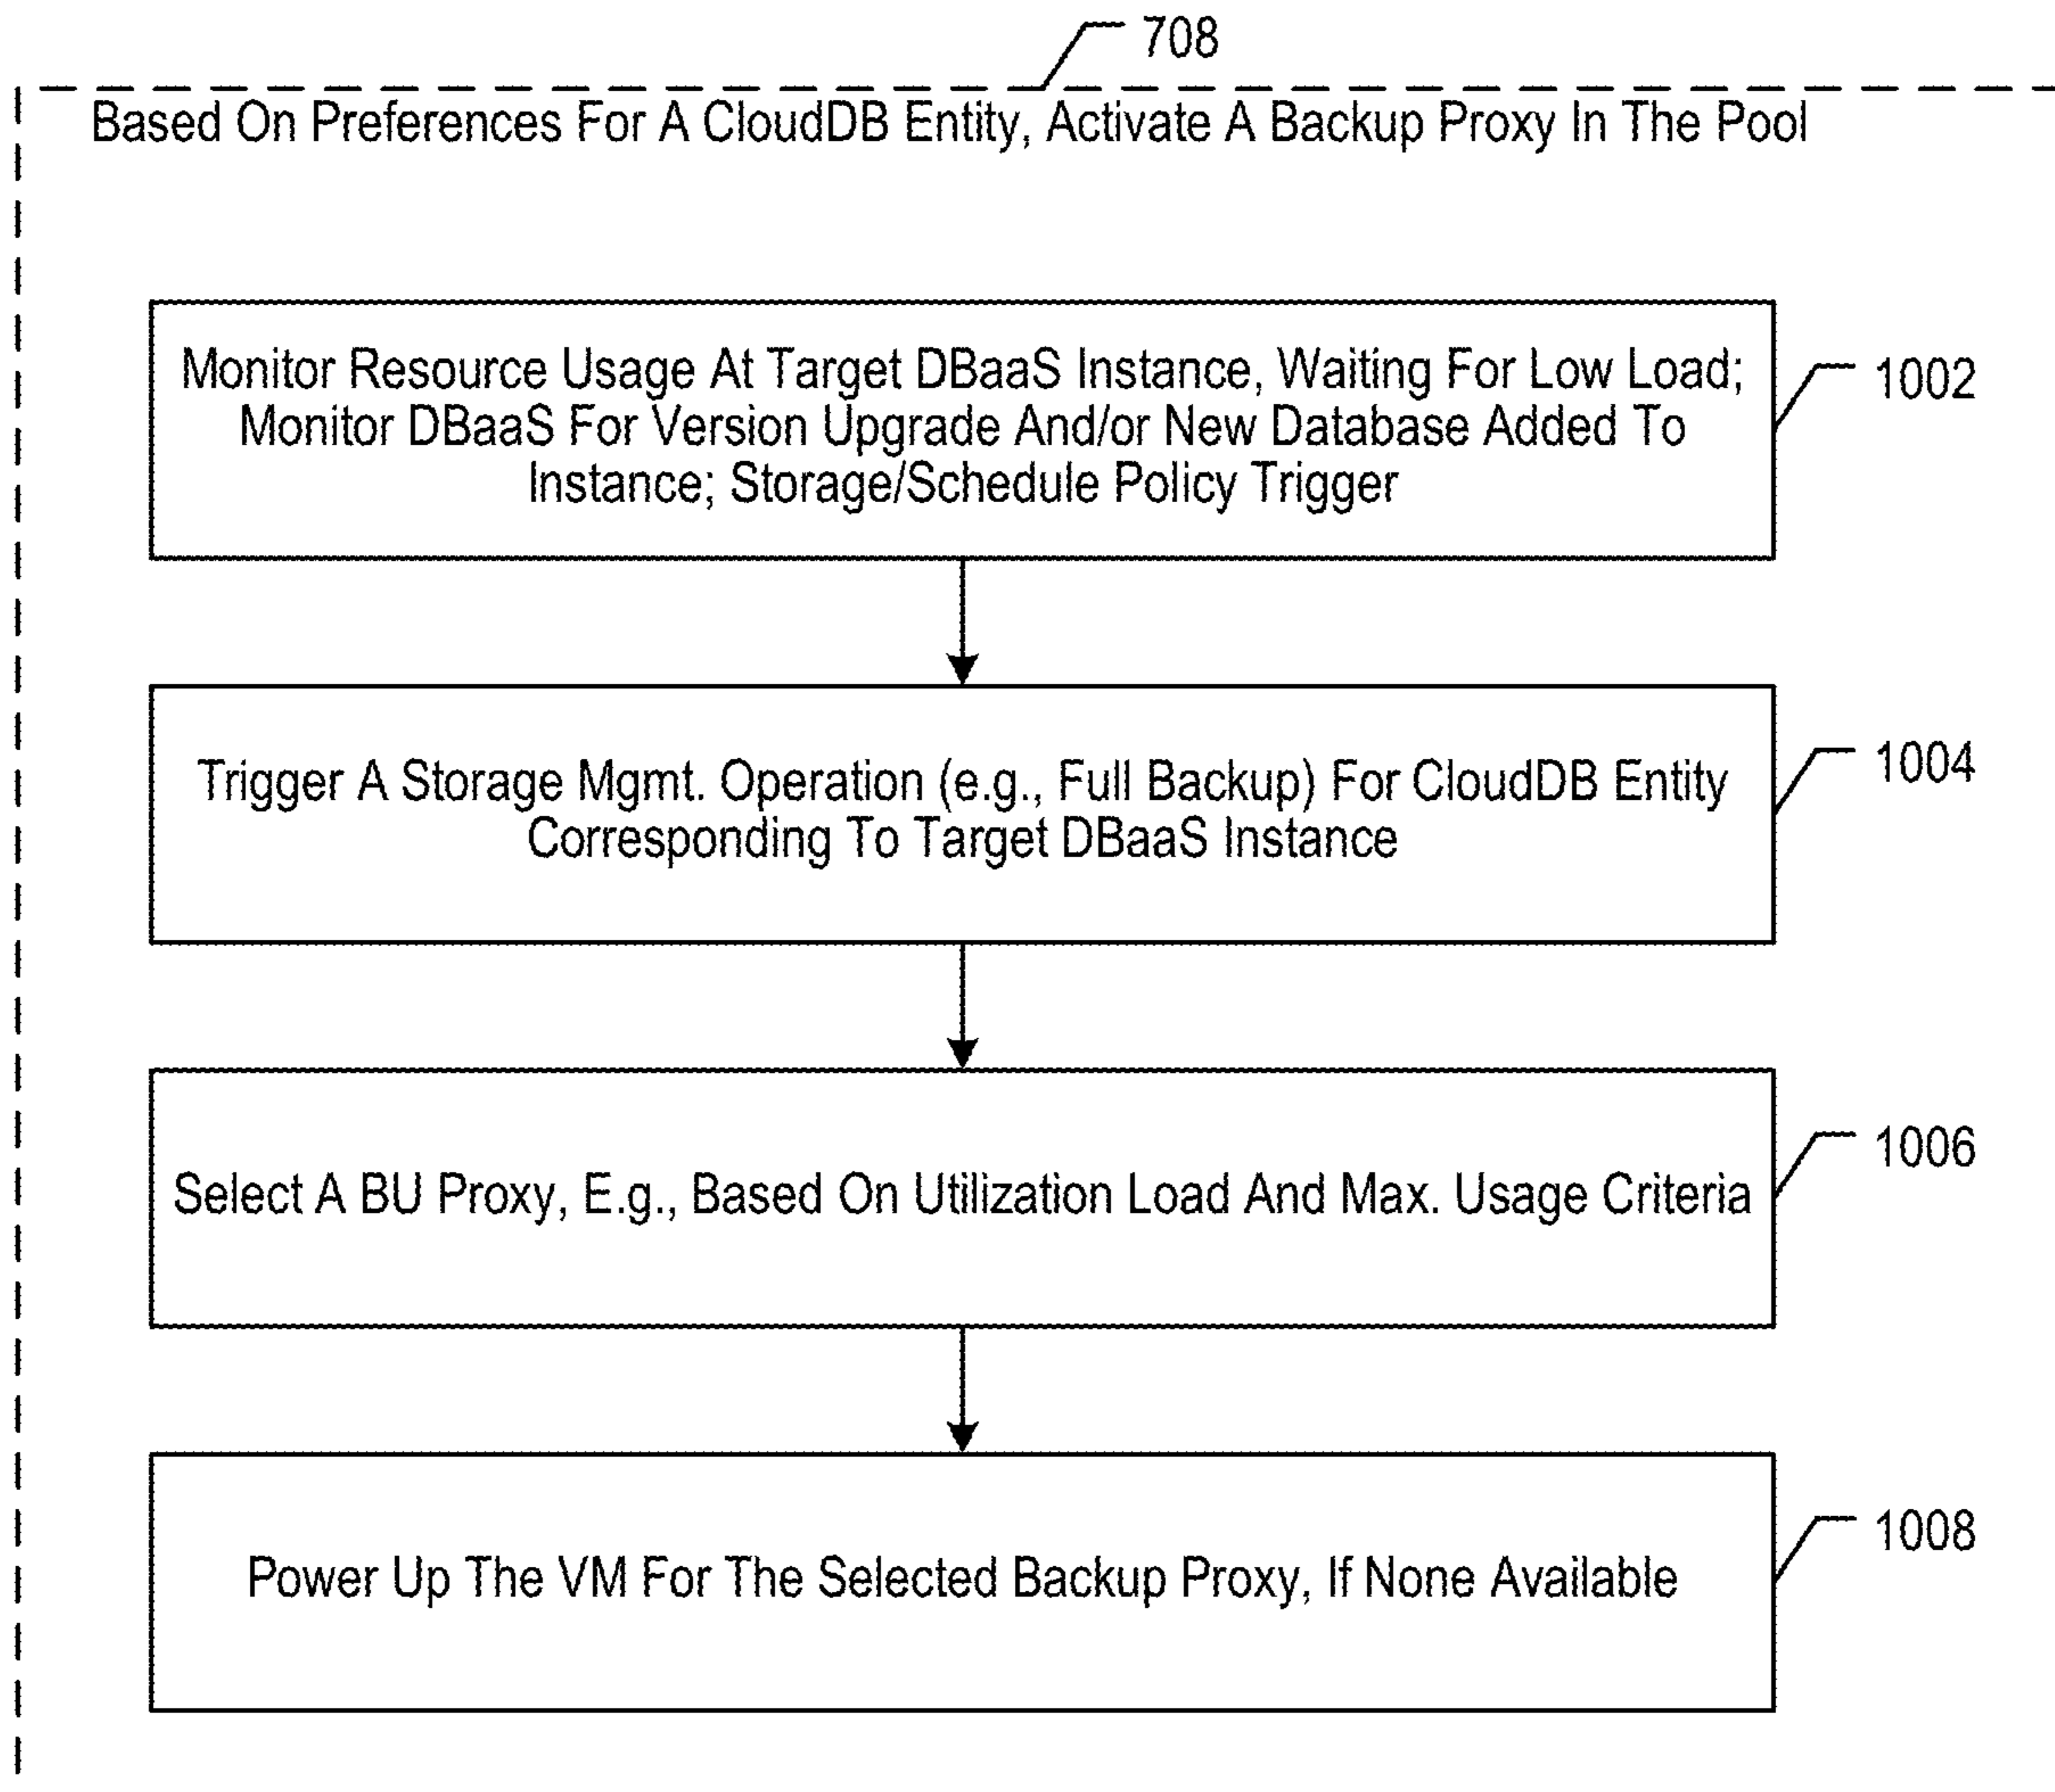 708
Based On Preferences For A CloudDB Entity, Activate A Backup Proxy In The Pool
Monitor Resource Usage At Target DBaaS Instance, Waiting For Low Load;
Monitor DBaaS For Version Upgrade And/or New Database Added To
Instance; Storage/Schedule Policy Trigger
1002
Trigger A Storage Mgmt. Operation (e.g., Full Backup) For CloudDB Entity
Corresponding To Target DBaaS Instance
1004
Select A BU Proxy, E.g., Based On Utilization Load And Max. Usage Criteria
1006
Power Up The VM For The Selected Backup Proxy, If None Available
1008